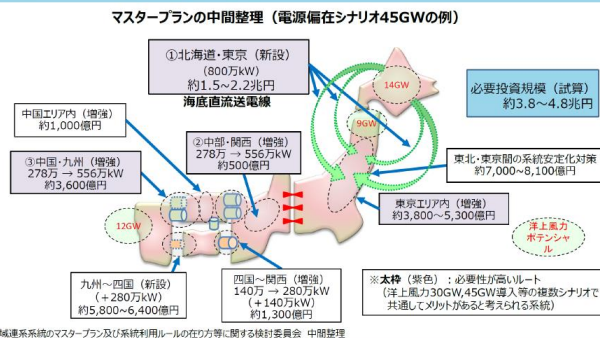 マスタープランの中間整理（電源偏在シナリオ45GWの例）
①北海道・東京（新設）
（800万kW）
約1.5～2.2兆円
海底直流送電線
14GW
必要投資規模（試算）
約3.8～4.8兆円
中国エリア内（増強）
約1,000億円
9GW
②中部・関西（増強）
278万 → 556万kW
約500億円
③中国・九州（増強）
278万 → 556万kW
約3,600億円
東北・東京間の系統安定化対策
約7,000～8,100億円
東京エリア内（増強）
約3,800～5,300億円
12GW
洋上風力
ポテンシャル
九州～四国（新設）
（+280万kW）
約5,800～6,400億円
四国～関西（増強）
140万 → 280万kW
（+140万kW）
約1,300億円
※太枠（紫色）：必要性が高いルート
（洋上風力30GW,45GW導入等の複数シナリオで
共通してメリットがあると考えられる系統）
域連系系統のマスタープラン及び系統利用ルールの在り方等に関する検討委員会 中間整理